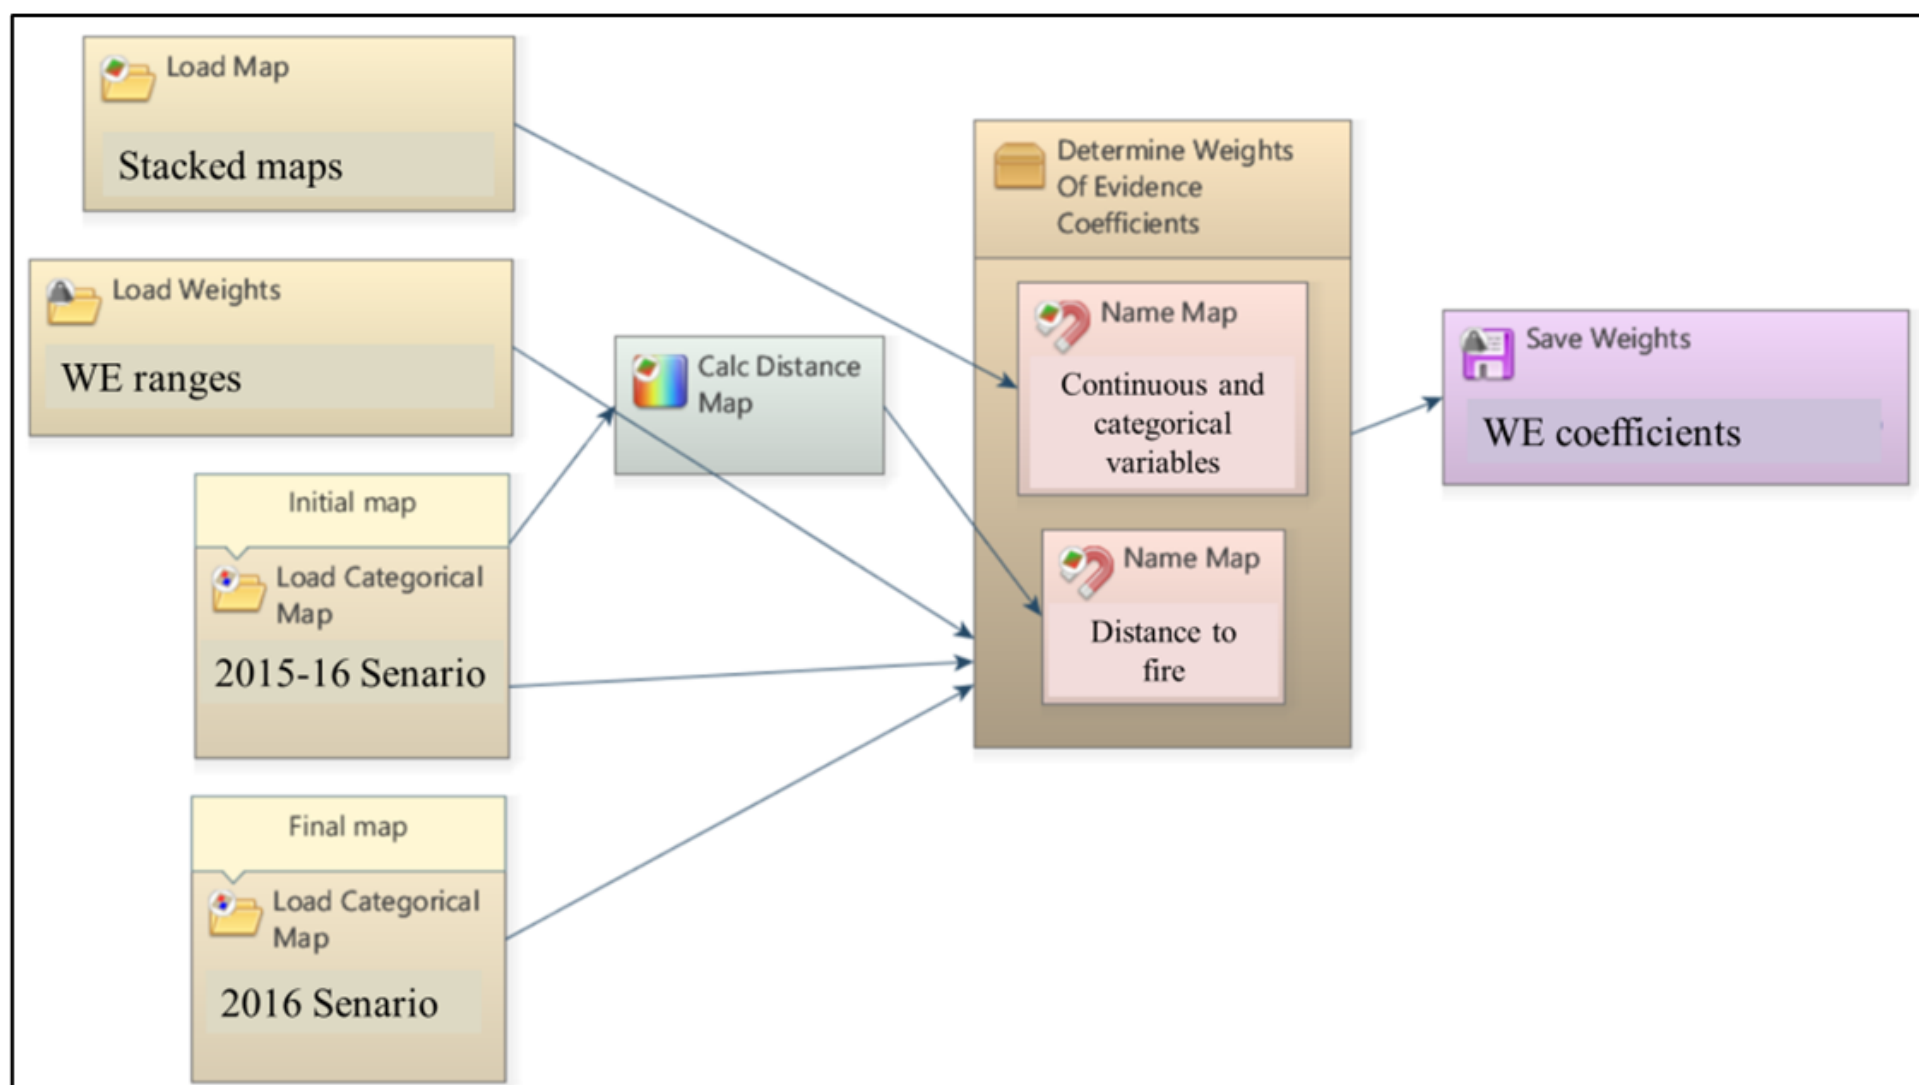 Load Map
Stacked maps
Load Weights
WE ranges
Initial map
Load Categorical
Map
2015-16 Senario
Final map
Load Categorical
Map
2016 Senario
Calc Distance
Map
Determine Weights
Of Evidence
Coefficients
Name Map
Continuous and
categorical
variables
Name Map
Distance to
fire
Save Weights
WE coefficients